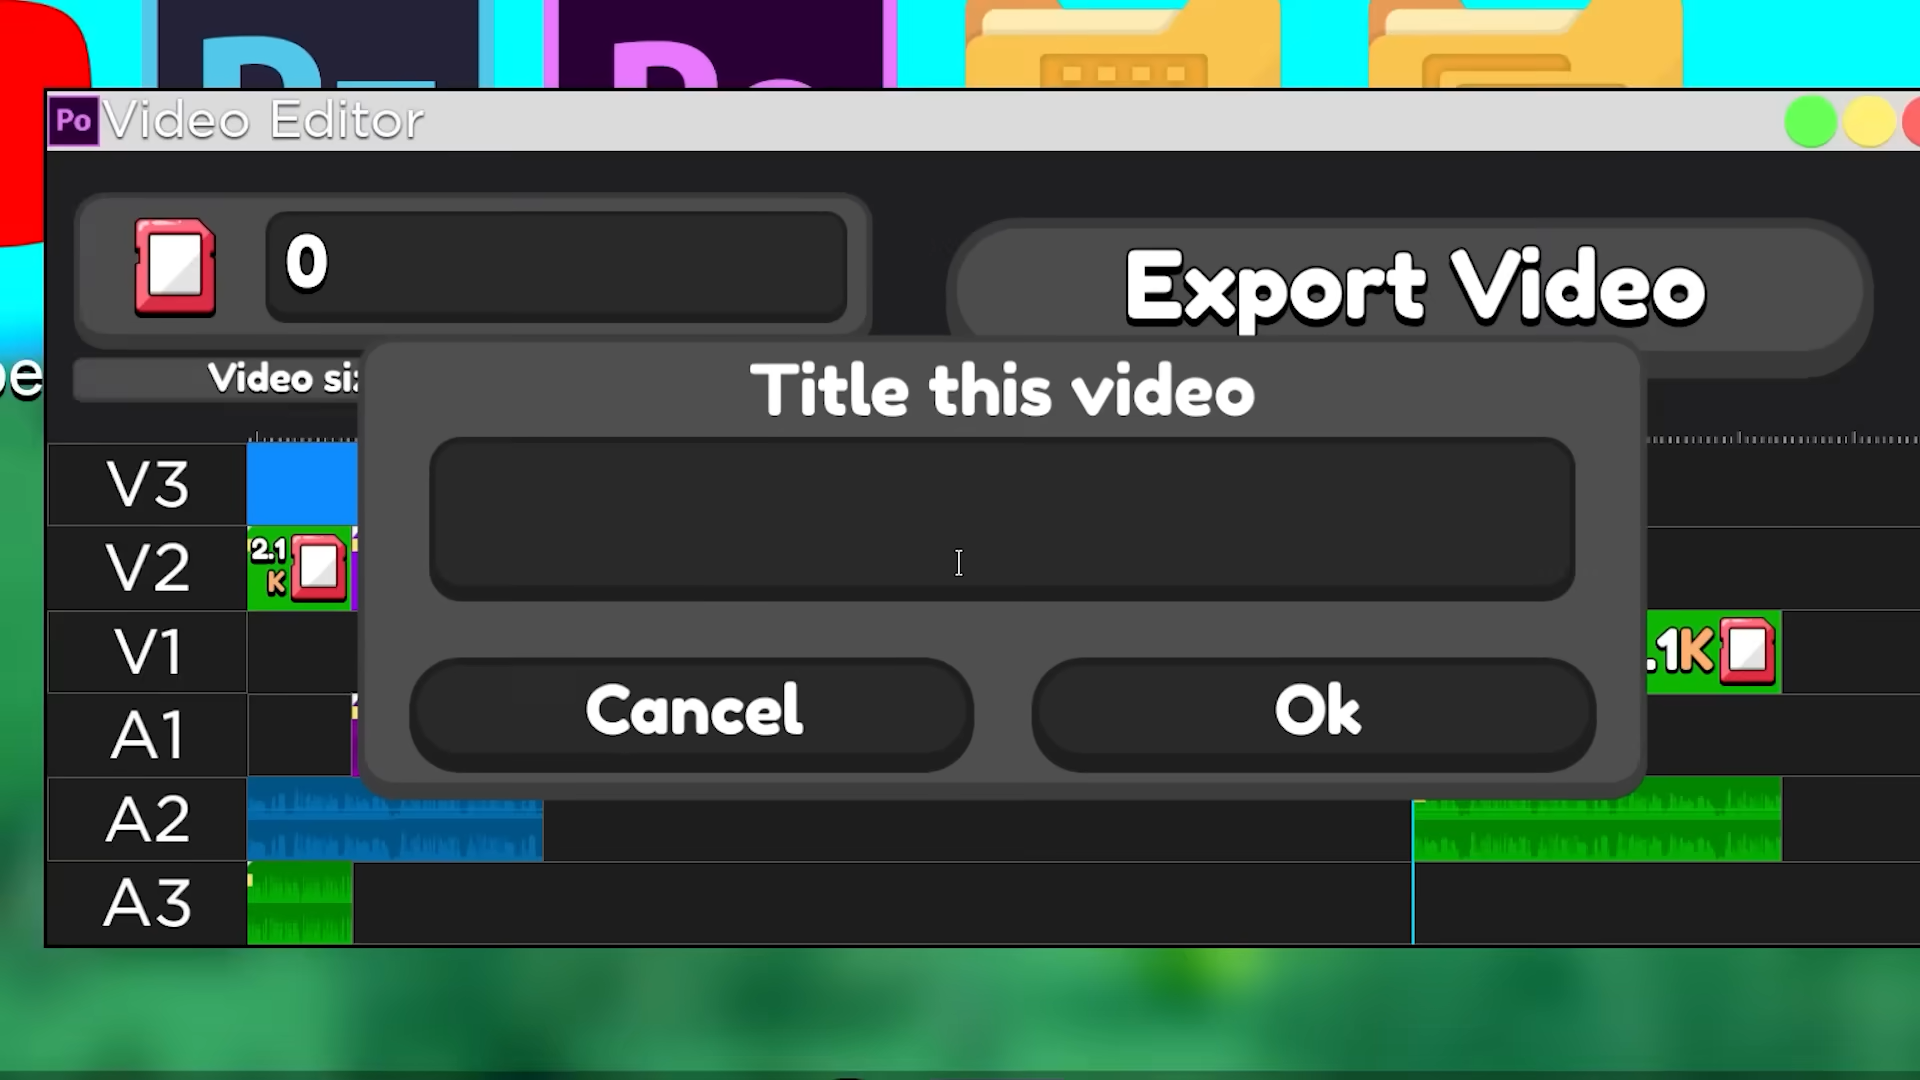 Po Video Editor
0
Export Video
Video si
Title this video
Cancel
Ok
V3
V2
2.1
K
V1
.1K
A1
A2
A3